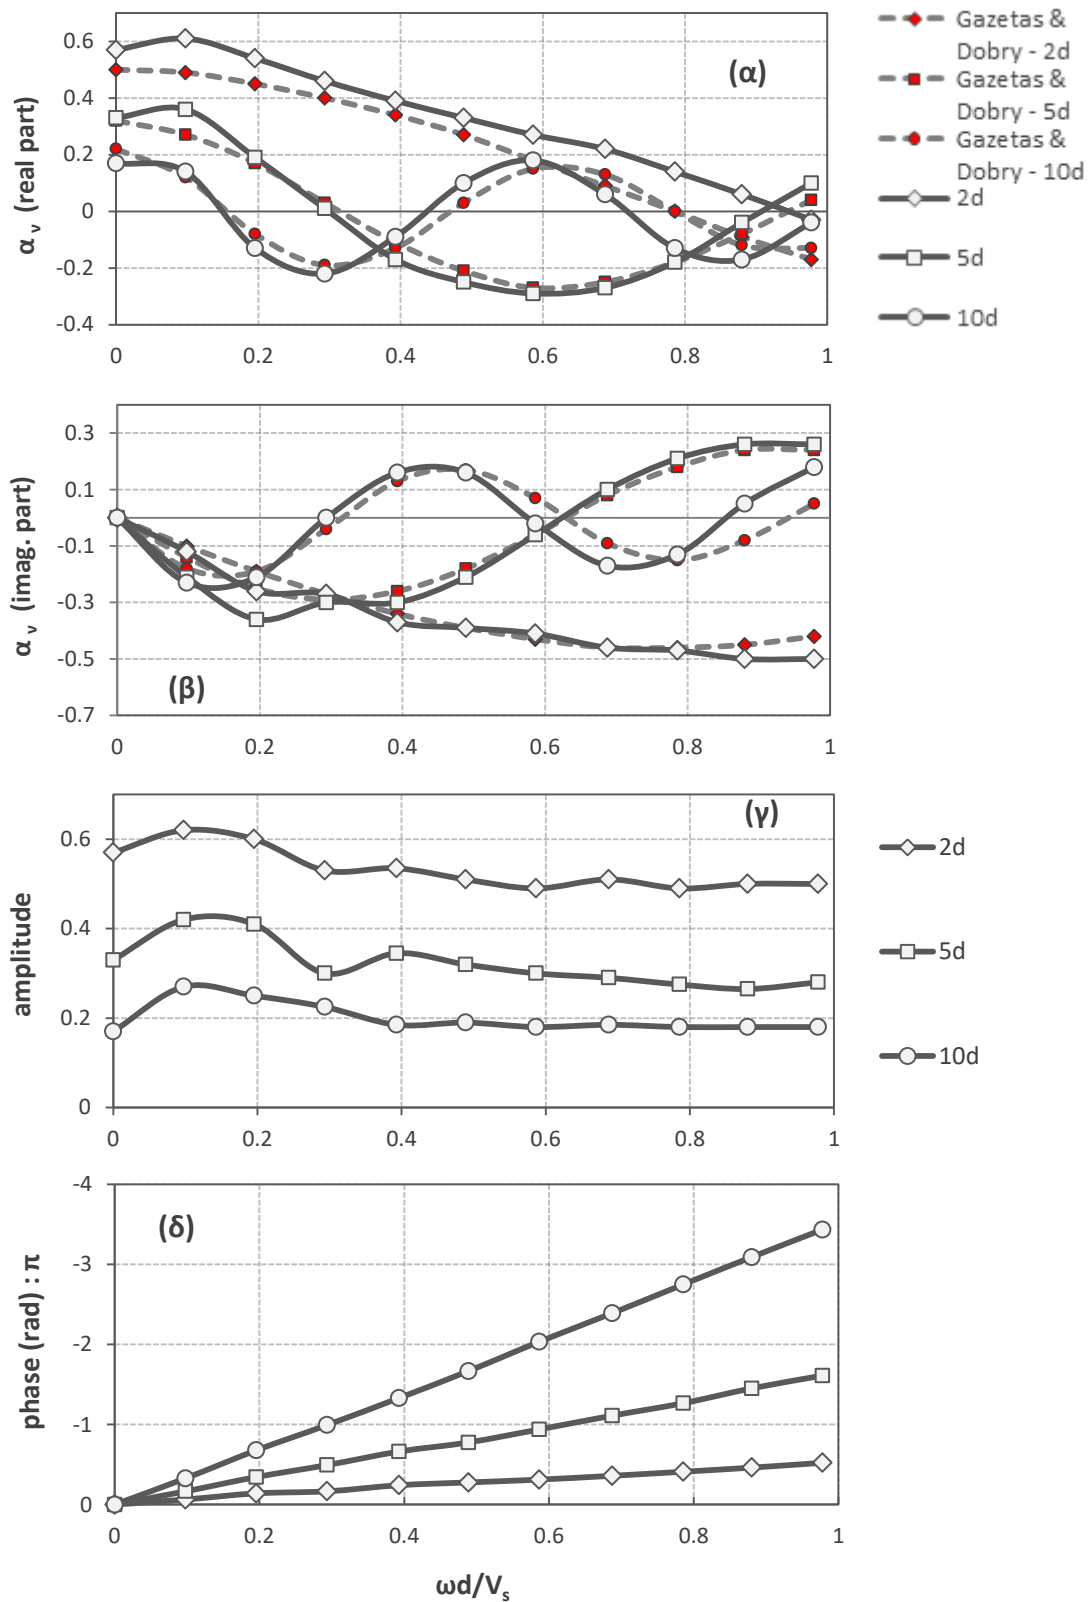 0.6
0.4
0.2
0
-0.2
-0.4
α ᵥ (real part)
(α)
0
0.2
0.4
0.6
0.8
1
Gazetas &
Dobry - 2d
Gazetas &
Dobry - 5d
Gazetas &
Dobry - 10d
2d
5d
10d
0.3
0.1
-0.1
-0.3
-0.5
-0.7
α ᵥ (imag. part)
(β)
0
0.2
0.4
0.6
0.8
1
0.6
0.4
0.2
0
amplitude
(γ)
0
0.2
0.4
0.6
0.8
1
2d
5d
10d
-4
-3
-2
-1
0
phase (rad) : π
(δ)
0
0.2
0.4
0.6
0.8
1
ωd/Vₛ